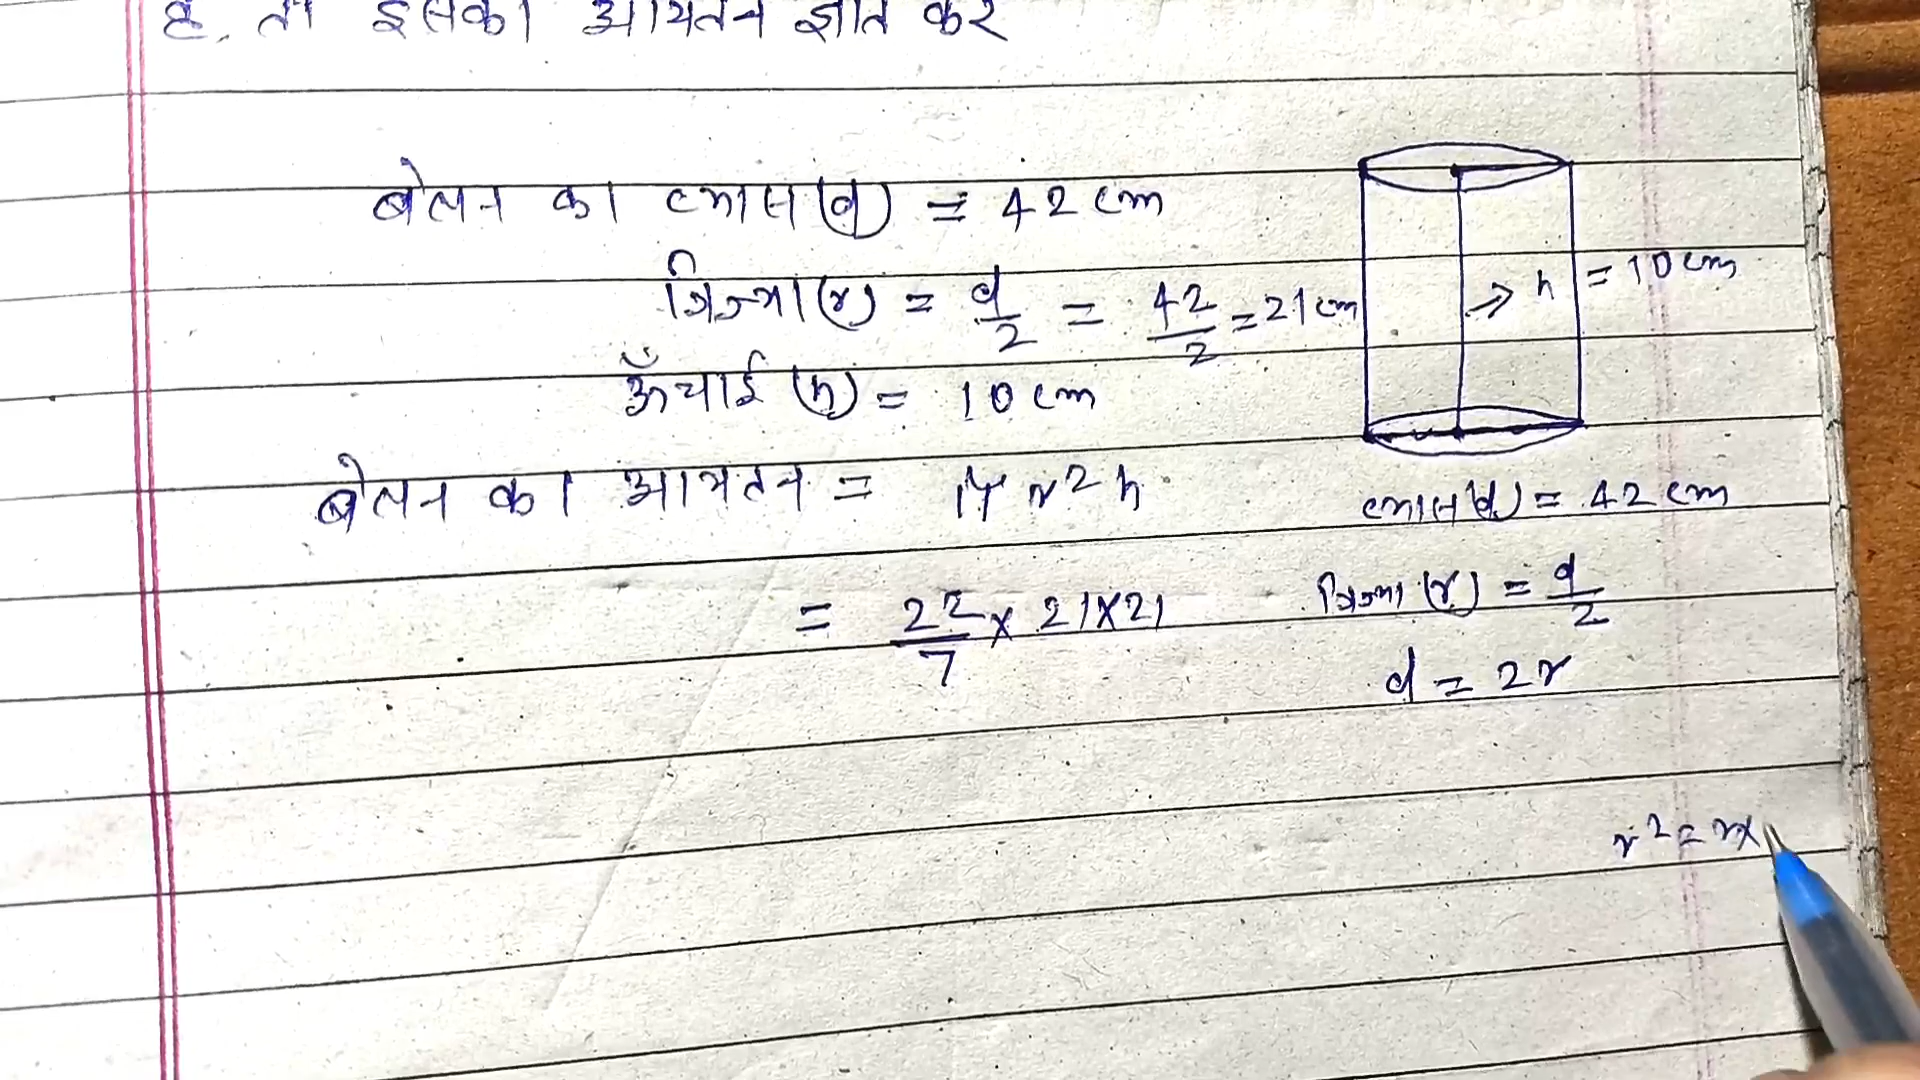 है. तो इसका आयतन ज्ञात करें
बेलन का व्यास (d) = 42 cm
त्रिज्या (r) = d/2 = 42/2 = 21 cm
ऊँचाई (h) = 10 cm
बेलन का आयतन = π r² h
= 22/7 × 21×21
h = 10 cm
व्यास (d) = 42 cm
त्रिज्या (r) = d/2
d = 2r
r² = r×